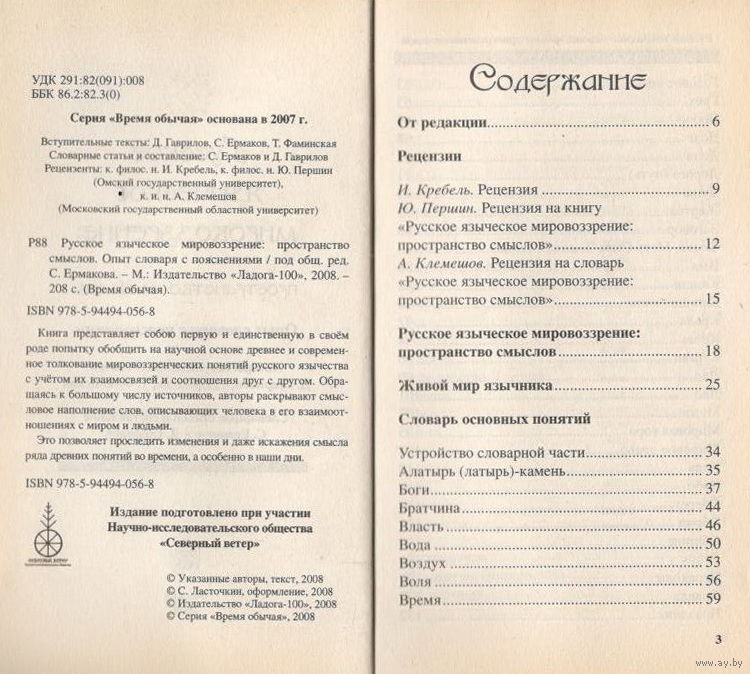 УДК 291:82(091):008
ББК 86.2:82.3(0)
Серия «Время обычая» основана в 2007 г.
Вступительные тексты: Д. Гаврилов, С. Ермаков, Т. Фаминская
Словарные статьи и составление: С. Ермаков и Д. Гаврилов
Рецензенты: к. филос. н. И. Кребель, к. филос. н. Ю. Першин
(Омский государственный университет),
к. и. н. А. Клемешов
(Московский государственный областной университет)
Р88 Русское языческое мировоззрение: пространство
смыслов. Опыт словаря с пояснениями / под общ. ред.
С. Ермакова. – М.: Издательство «Ладога-100», 2008. –
208 с. (Время обычая).
ISBN 978-5-94494-056-8
Книга представляет собою первую и единственную в своём
роде попытку обобщить на научной основе древнее и современ-
ное толкование мировоззренческих понятий русского язычества
с учётом их взаимосвязей и соотношения друг с другом. Обра-
щаясь к большому числу источников, авторы раскрывают смыс-
ловое наполнение слов, описывающих человека в его взаимоот-
ношениях с миром и людьми.
Это позволяет проследить изменения и даже искажения смысла
ряда древних понятий во времени, а особенно в наши дни.
ISBN 978-5-94494-056-8
Издание подготовлено при участии
Научно-исследовательского общества
«Северный ветер»
СЕВЕРНЫЙ ВЕТЕР
© Указанные авторы, текст, 2008
© С. Ласточкин, оформление, 2008
© Издательство «Ладога-100», 2008
© Серия «Время обычая», 2008
Содержание
От редакции 6
Рецензии
И. Кребель. Рецензия 9
Ю. Першин. Рецензия на книгу
«Русское языческое мировоззрение:
пространство смыслов» 12
А. Клемешов. Рецензия на словарь
«Русское языческое мировоззрение:
пространство смыслов» 15
Русское языческое мировоззрение:
пространство смыслов 18
Живой мир язычника 25
Словарь основных понятий
Устройство словарной части 34
Алатырь (латырь)-камень 35
Боги 37
Братчина 44
Власть 46
Вода 50
Воздух 53
Воля 56
Время 59
3
www.ay.by